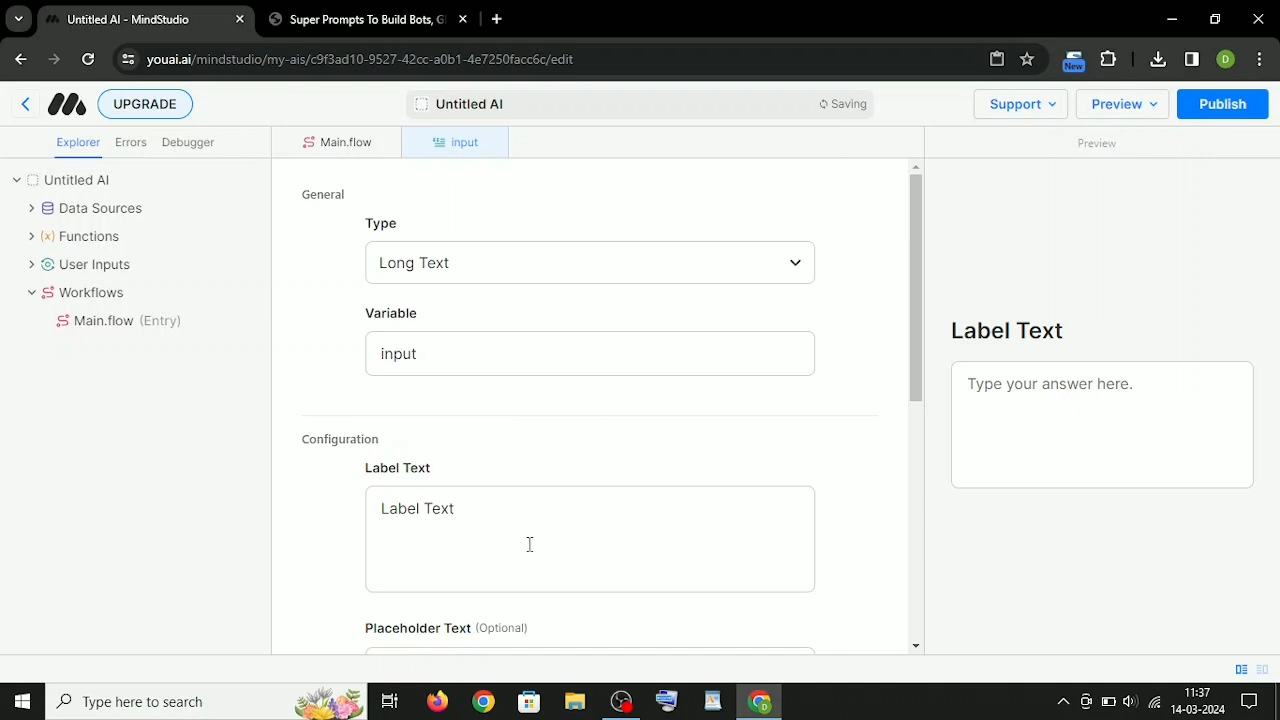 Untitled AI - MindStudio
Super Prompts To Build Bots, G
youai.ai/mindstudio/my-ais/c9f3ad10-9527-42cc-a0b1-4e7250facc6c/edit
New
D
UPGRADE
Untitled AI
Saving
Support
Preview
Publish
Explorer
Errors
Debugger
Main.flow
input
Preview
Untitled AI
Data Sources
Functions
User Inputs
Workflows
Main.flow (Entry)
General
Type
Long Text
Variable
input
Configuration
Label Text
Label Text
Placeholder Text (Optional)
Label Text
Type your answer here.
Type here to search
D
11:37
14-03-2024